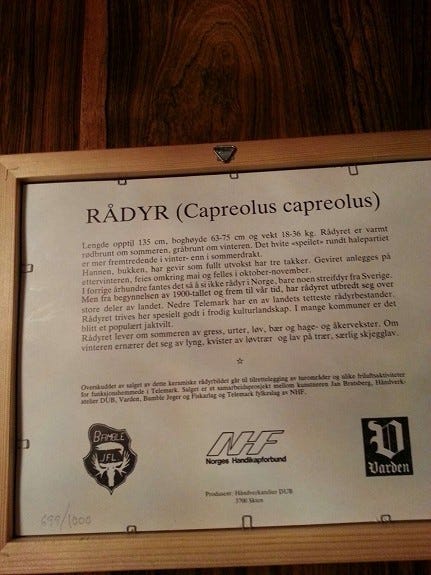 RÅDYR (Capreolus capreolus)
Lengde opptil 135 cm, boghøyde 63-75 cm og vekt 18-36 kg. Rådyret er varmt
rødbrunt om sommeren, gråbrunt om vinteren. Det hvite «speilet» rundt halepartiet
er mer fremtredende i vinter- enn i sommerdrakt.
Hannen, bukken, har gevir som fullt utvokst har tre takker. Geviret anlegges på
ettervinteren, feies omkring mai og felles i oktober-november.
I forrige århundre fantes det så å si ikke rådyr i Norge, bare noen streifdyr fra Sverige.
Men fra begynnelsen av 1900-tallet og frem til vår tid, har rådyret utbredt seg over
store deler av landet. Nedre Telemark har en av landets tetteste rådyrbestander.
Rådyret trives her spesielt godt i frodig kulturlandskap. I mange kommuner er det
blitt et populært jaktvilt.
Rådyret lever om sommeren av gress, urter, løv, bær og hage- og åkervekster. Om
vinteren ernærer det seg av lyng, kvister av løvtrær og lav på trær, særlig skjegglav.
Overskuddet av salget av dette keramiske rådyrbildet går til tilrettelegging av turområder og ulike friluftsaktiviteter
for funksjonshemmede i Telemark. Salget er et samarbeidsprosjekt mellom kunstneren Jan Brutsberg, Håndverk-
atelier DUB, Varden, Bamble Jeger og Fiskarlag og Telemark fylkeslag av NHF.
BAMBLE
JFL.
NHF
Norges Handikapforbund
V
Varden
Produsent: Håndverkatelier DUB
3700 Skien
699/1000